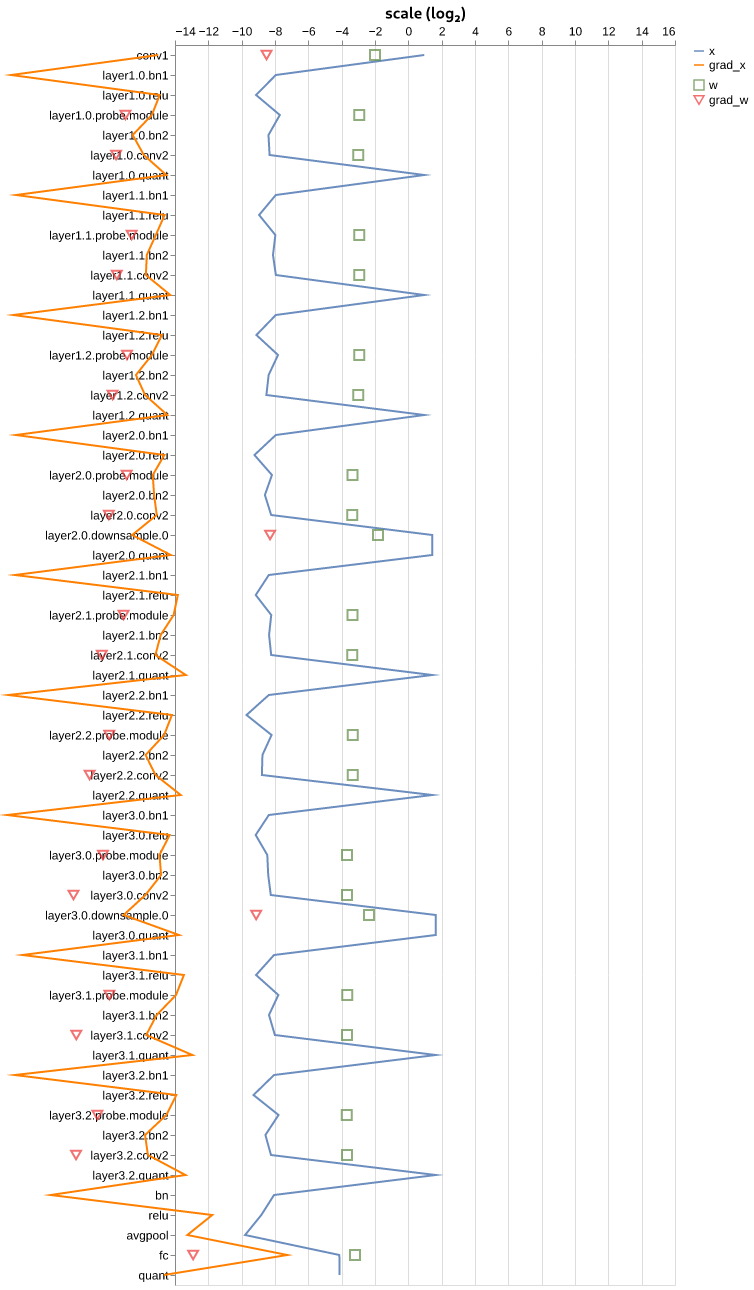 scale (log₂)
−14 −12 −10 −8 −6 −4 −2 0 2 4 6 8 10 12 14 16
x
grad_x
w
grad_w
conv1
layer1.0.bn1
layer1.0.relu
layer1.0.probe.module
layer1.0.bn2
layer1.0.conv2
layer1.0.quant
layer1.1.bn1
layer1.1.relu
layer1.1.probe.module
layer1.1.bn2
layer1.1.conv2
layer1.1.quant
layer1.2.bn1
layer1.2.relu
layer1.2.probe.module
layer1.2.bn2
layer1.2.conv2
layer1.2.quant
layer2.0.bn1
layer2.0.relu
layer2.0.probe.module
layer2.0.bn2
layer2.0.conv2
layer2.0.downsample.0
layer2.0.quant
layer2.1.bn1
layer2.1.relu
layer2.1.probe.module
layer2.1.bn2
layer2.1.conv2
layer2.1.quant
layer2.2.bn1
layer2.2.relu
layer2.2.probe.module
layer2.2.bn2
layer2.2.conv2
layer2.2.quant
layer3.0.bn1
layer3.0.relu
layer3.0.probe.module
layer3.0.bn2
layer3.0.conv2
layer3.0.downsample.0
layer3.0.quant
layer3.1.bn1
layer3.1.relu
layer3.1.probe.module
layer3.1.bn2
layer3.1.conv2
layer3.1.quant
layer3.2.bn1
layer3.2.relu
layer3.2.probe.module
layer3.2.bn2
layer3.2.conv2
layer3.2.quant
bn
relu
avgpool
fc
quant